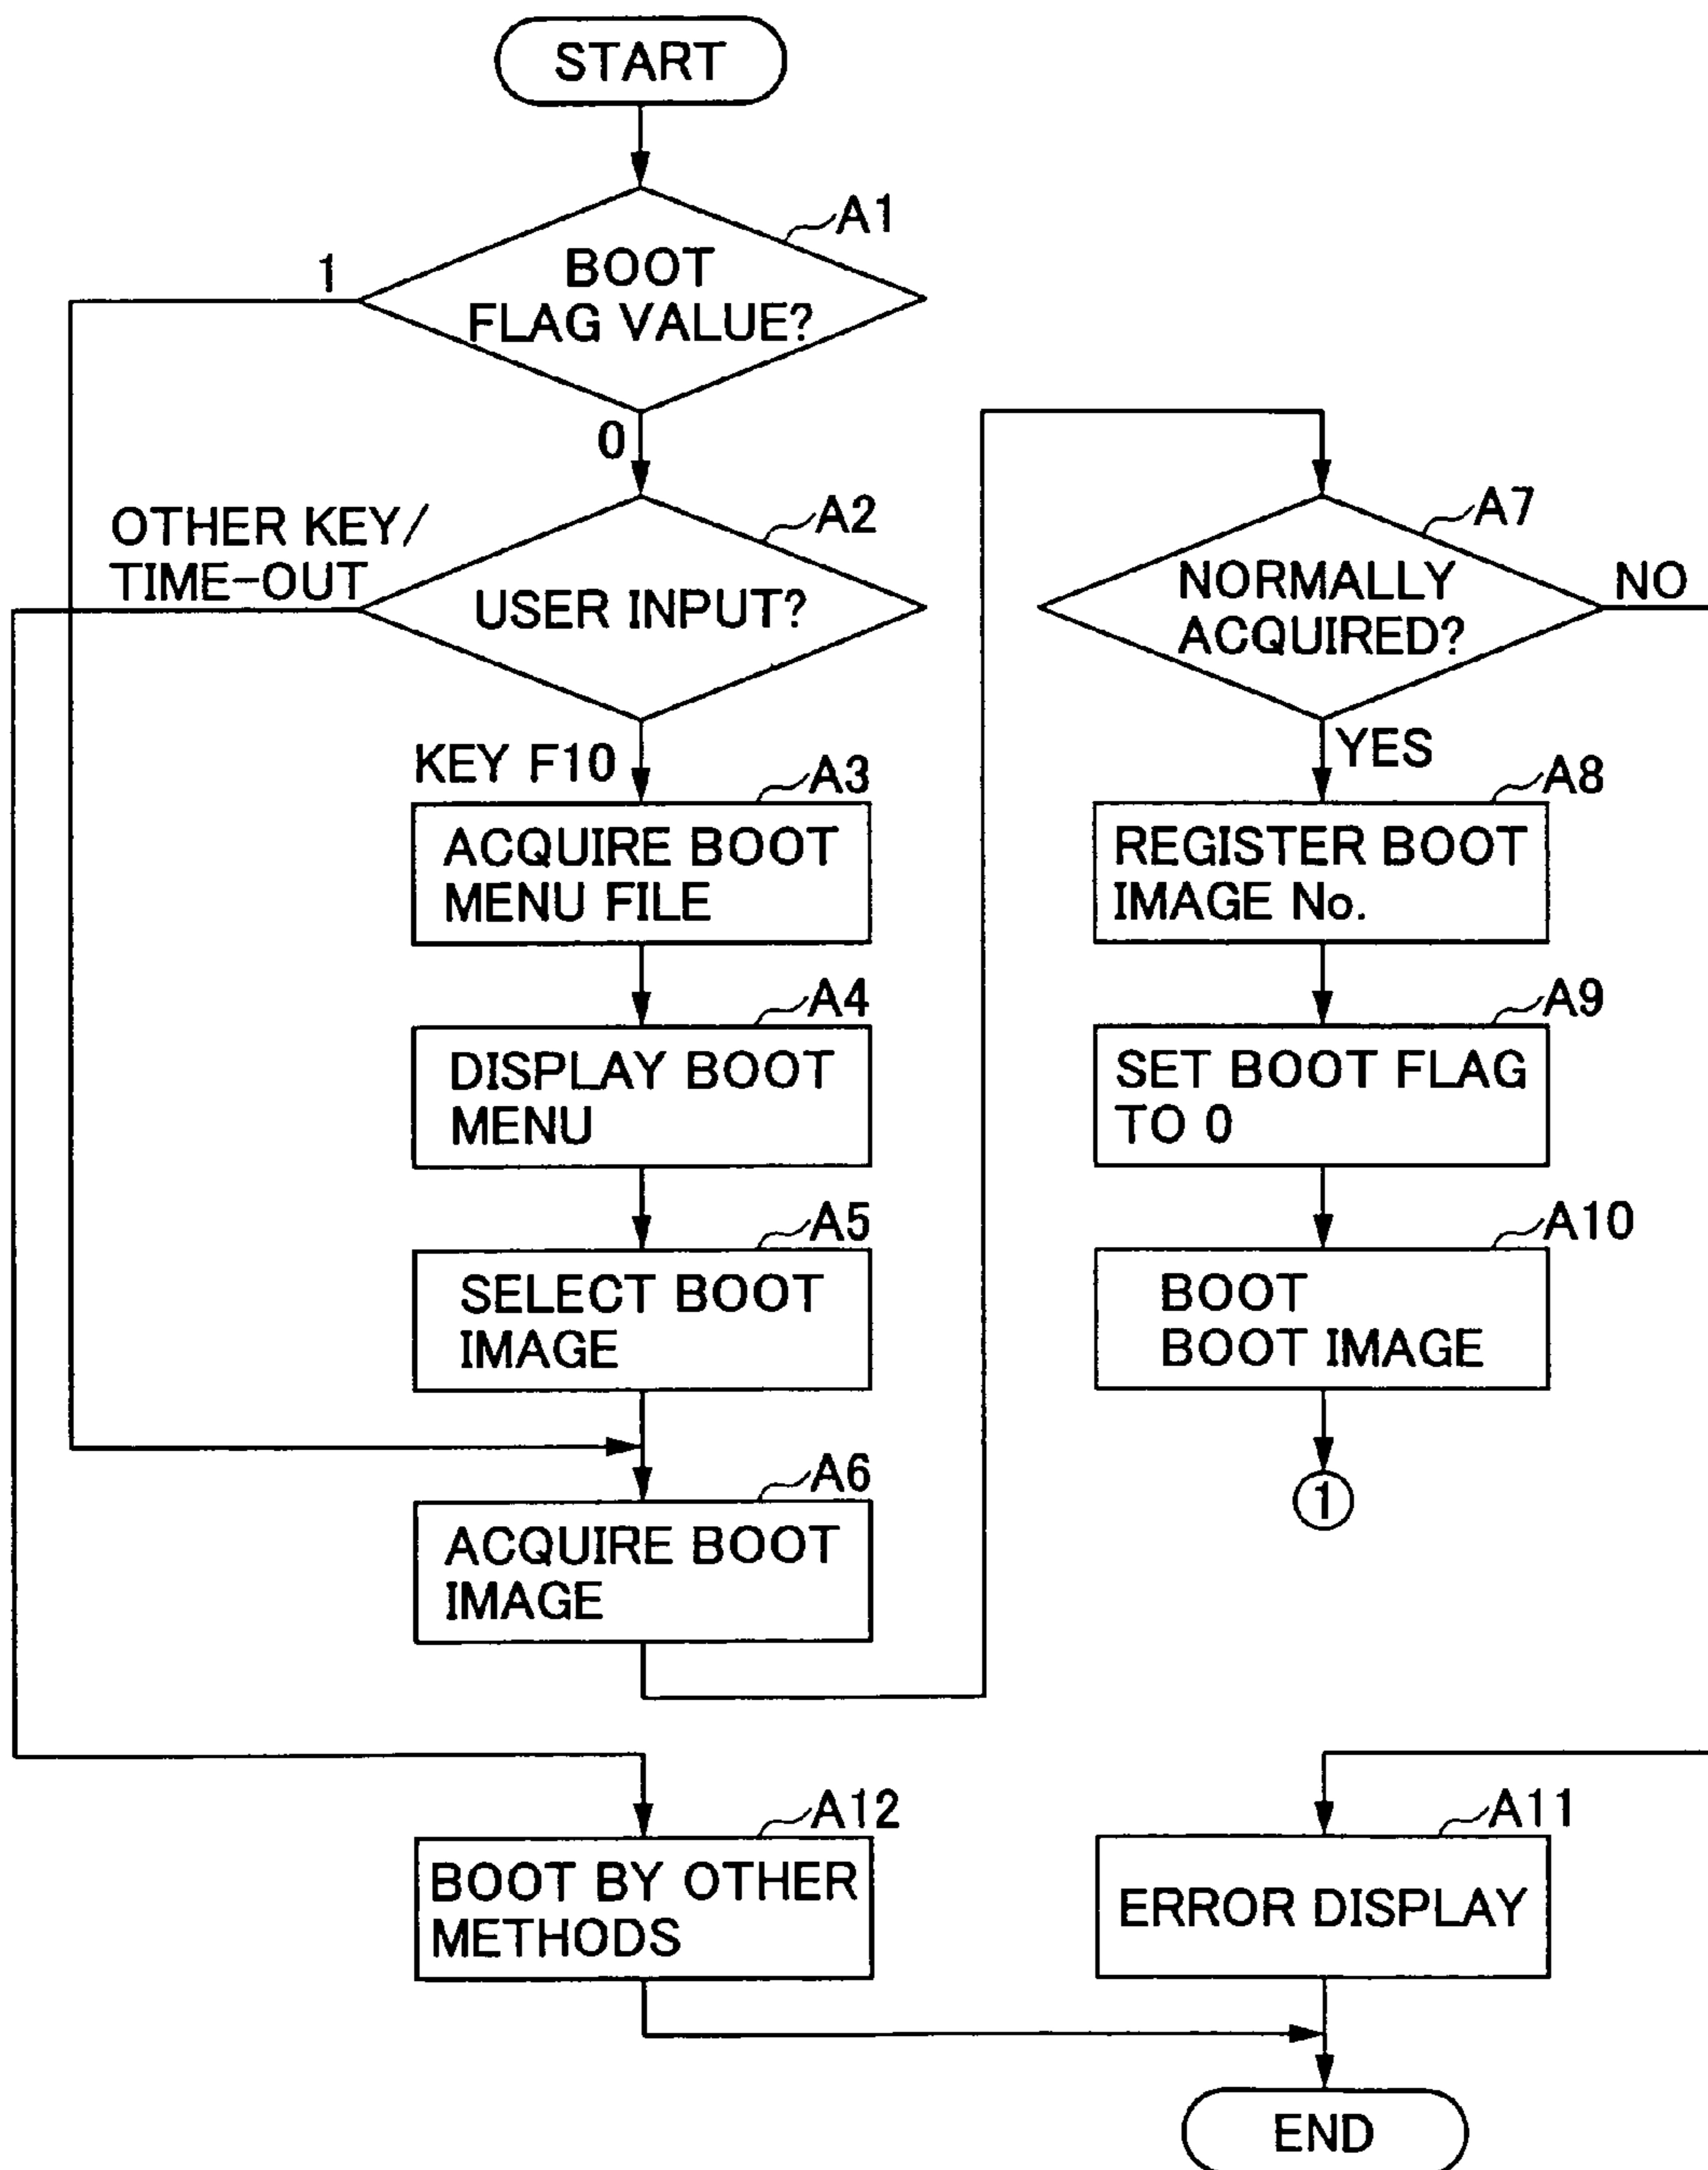 START
A1
1
BOOT
FLAG VALUE?
0
OTHER KEY/
TIME-OUT
A2
USER INPUT?
KEY F10
A3
ACQUIRE BOOT
MENU FILE
A4
DISPLAY BOOT
MENU
A5
SELECT BOOT
IMAGE
A6
ACQUIRE BOOT
IMAGE
A7
NORMALLY
ACQUIRED?
NO
YES
A8
REGISTER BOOT
IMAGE No.
A9
SET BOOT FLAG
TO 0
A10
BOOT
BOOT IMAGE
1
A12
BOOT BY OTHER
METHODS
A11
ERROR DISPLAY
END